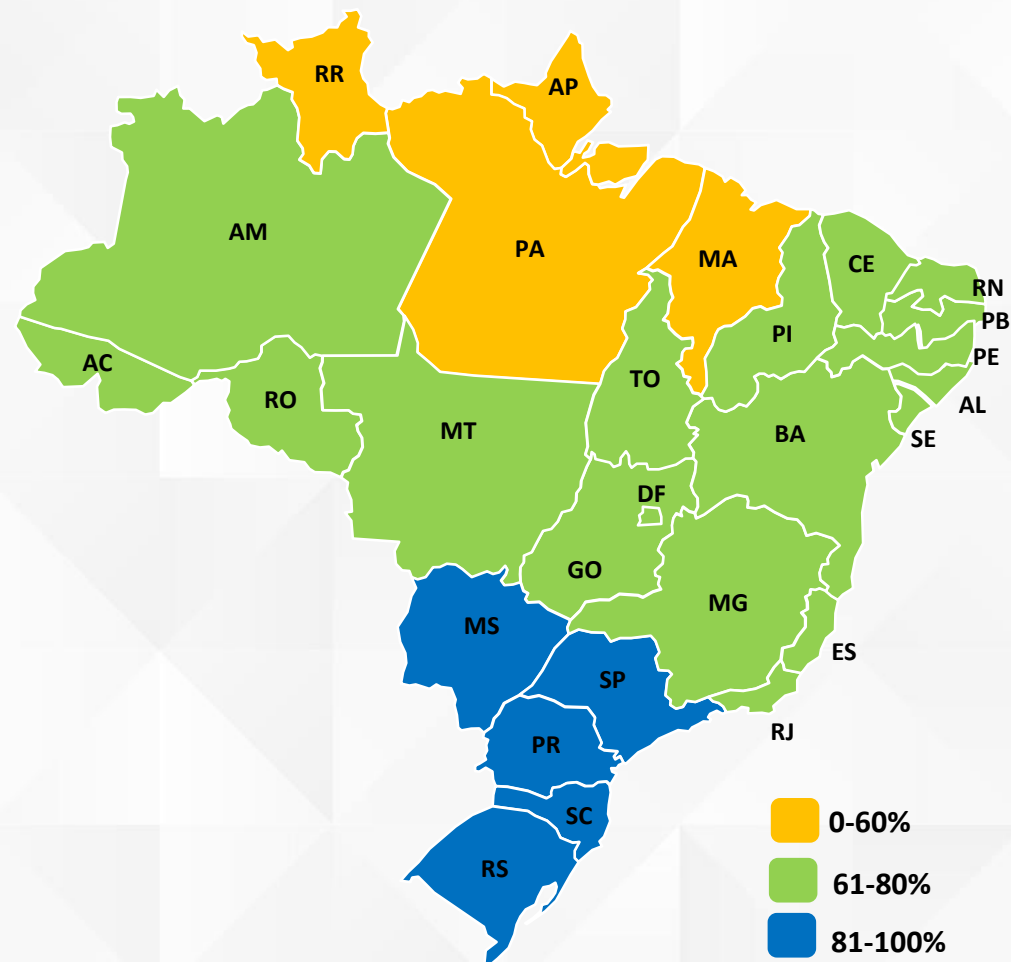 RR
AP
AM
PA
MA
CE
RN
PB
PI
PE
AC
TO
AL
RO
MT
BA
SE
DF
GO
MG
MS
ES
SP
RJ
PR
SC
RS
0-60%
61-80%
81-100%